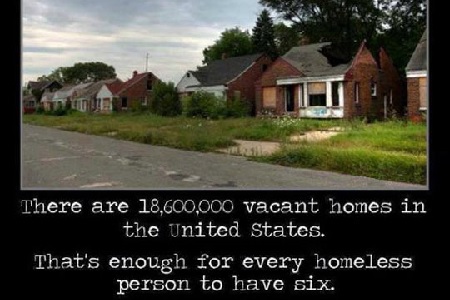 There are 18,600,000 vacant homes in
the United States.
That's enough for every homeless
person to have six.